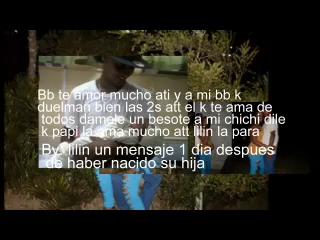 Bb te amor mucho ati y a mi bb k
duelman bien las 2s att el k te ama de
todos damele un besote a mi chichi dile
k papi la ama mucho att lilin la para
By. lilin un mensaje 1 dia despues
de haber nacido su hija